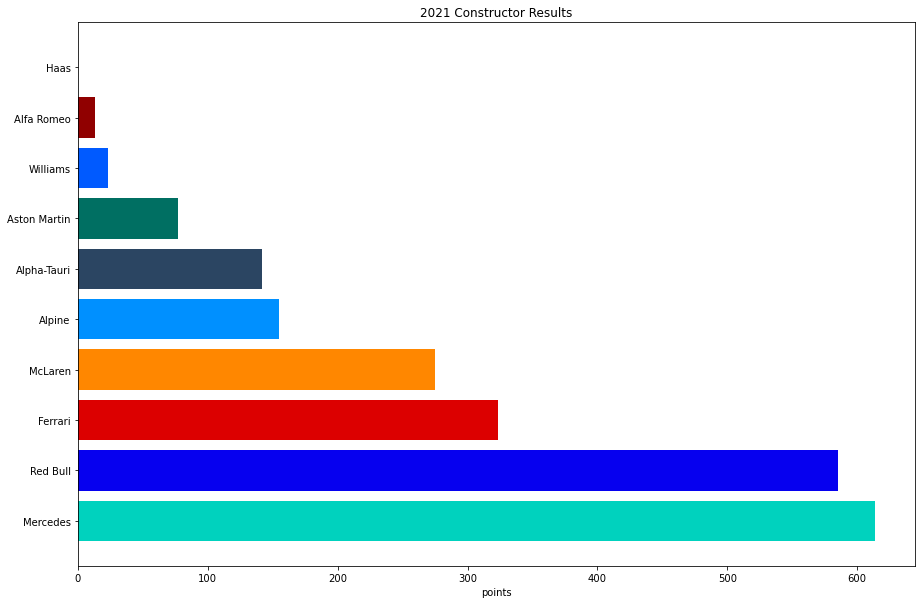 2021 Constructor Results
Haas
Alfa Romeo
Williams
Aston Martin
Alpha-Tauri
Alpine
McLaren
Ferrari
Red Bull
Mercedes
0 100 200 300 400 500 600
points